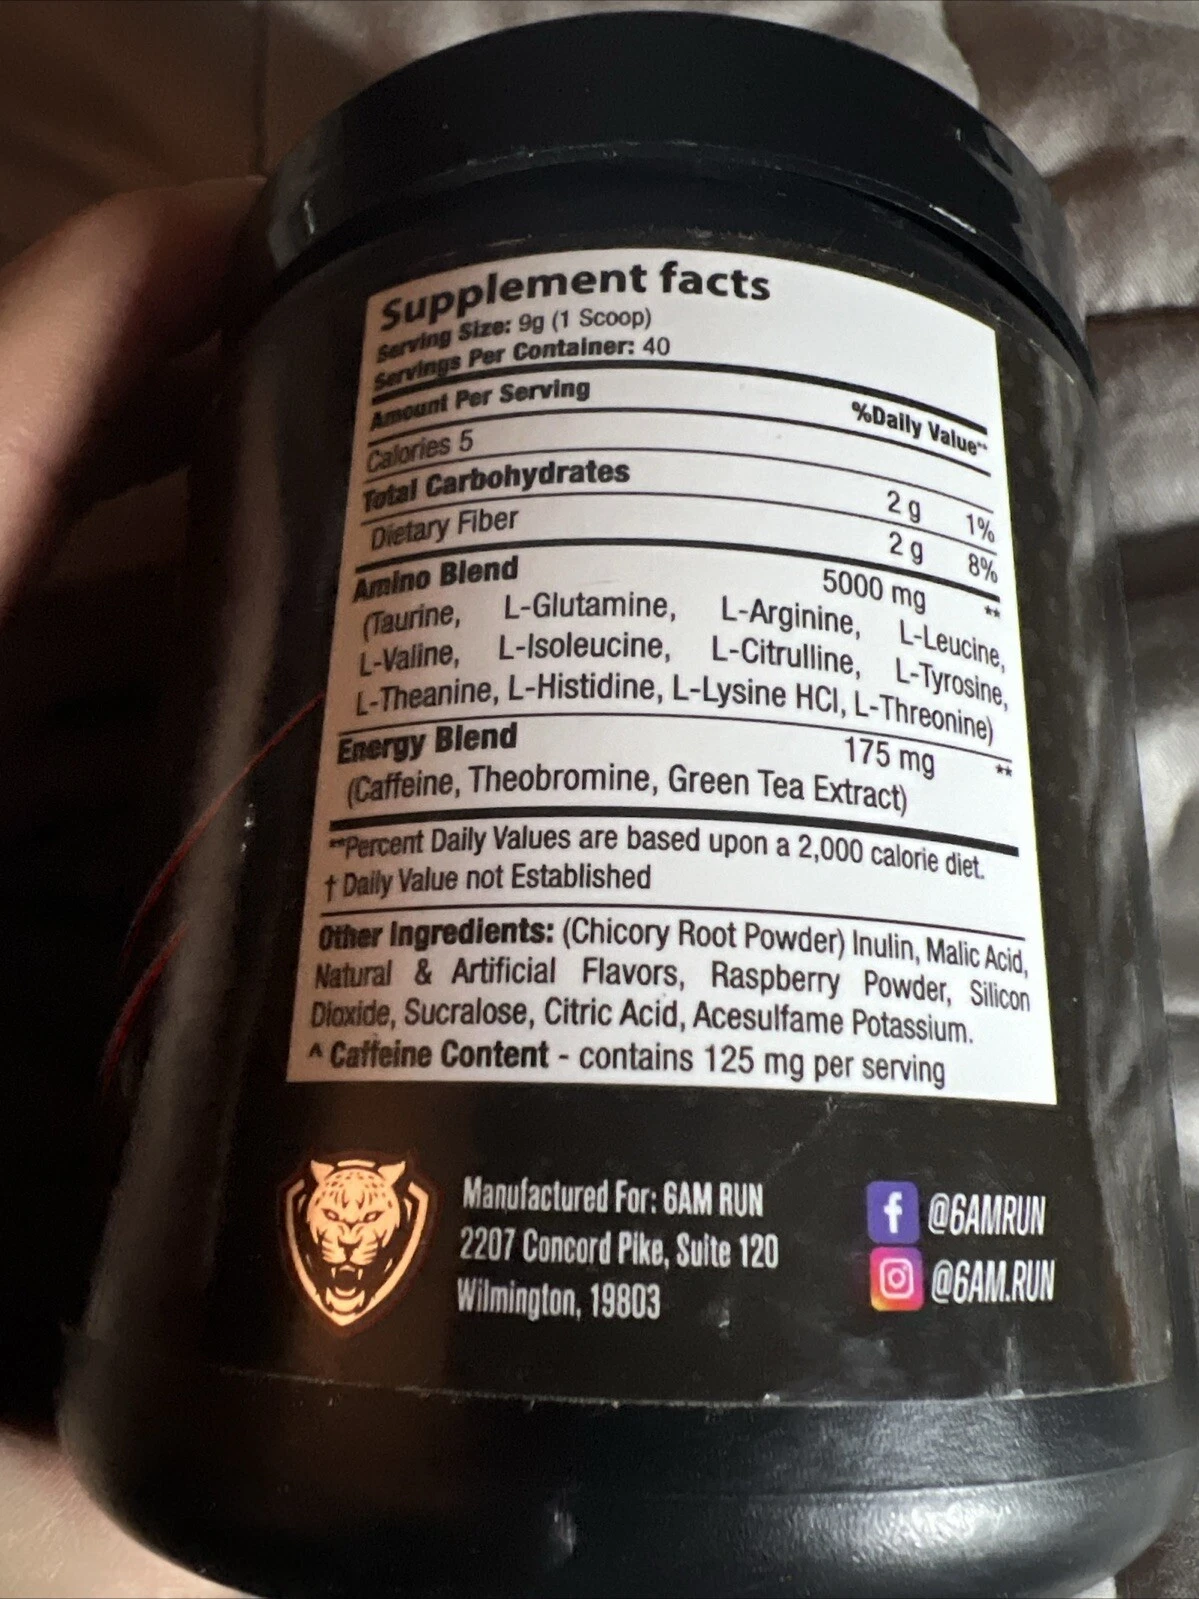 Supplement facts
Serving Size: 9g (1 Scoop)
Servings Per Container: 40
Amount Per Serving %Daily Value**
Calories 5
Total Carbohydrates 2 g 1%
Dietary Fiber 2 g 8%
Amino Blend 5000 mg **
(Taurine, L-Glutamine, L-Arginine, L-Leucine,
L-Valine, L-Isoleucine, L-Citrulline, L-Tyrosine,
L-Theanine, L-Histidine, L-Lysine HCl, L-Threonine)
Energy Blend 175 mg **
(Caffeine, Theobromine, Green Tea Extract)
**Percent Daily Values are based upon a 2,000 calorie diet.
† Daily Value not Established
Other Ingredients: (Chicory Root Powder) Inulin, Malic Acid,
Natural & Artificial Flavors, Raspberry Powder, Silicon
Dioxide, Sucralose, Citric Acid, Acesulfame Potassium.
^ Caffeine Content - contains 125 mg per serving
Manufactured For: 6AM RUN
2207 Concord Pike, Suite 120
Wilmington, 19803
f @6AMRUN
@6AM.RUN